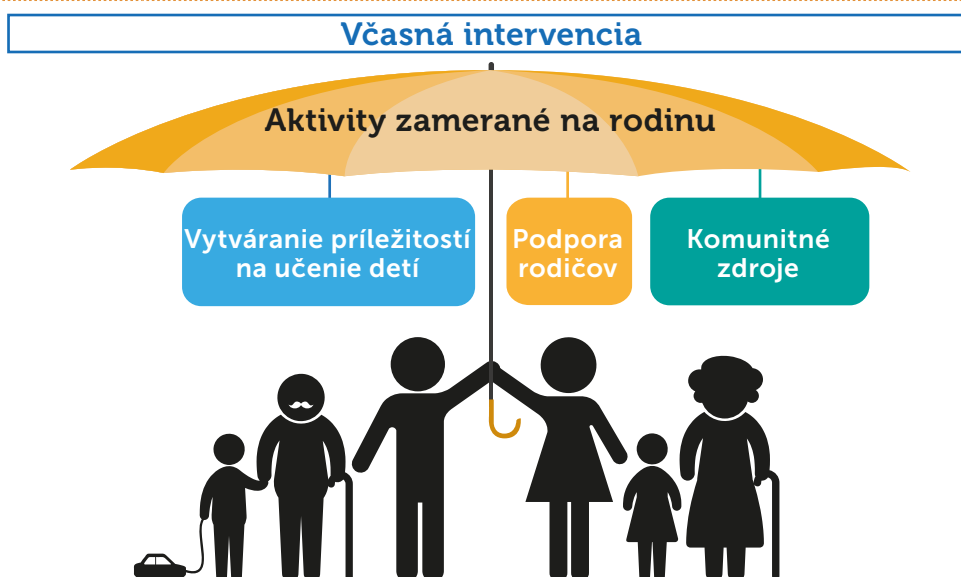 Včasná intervencia
Aktivity zamerané na rodinu
Vytváranie príležitostí
na učenie detí
Podpora
rodičov
Komunitné
zdroje